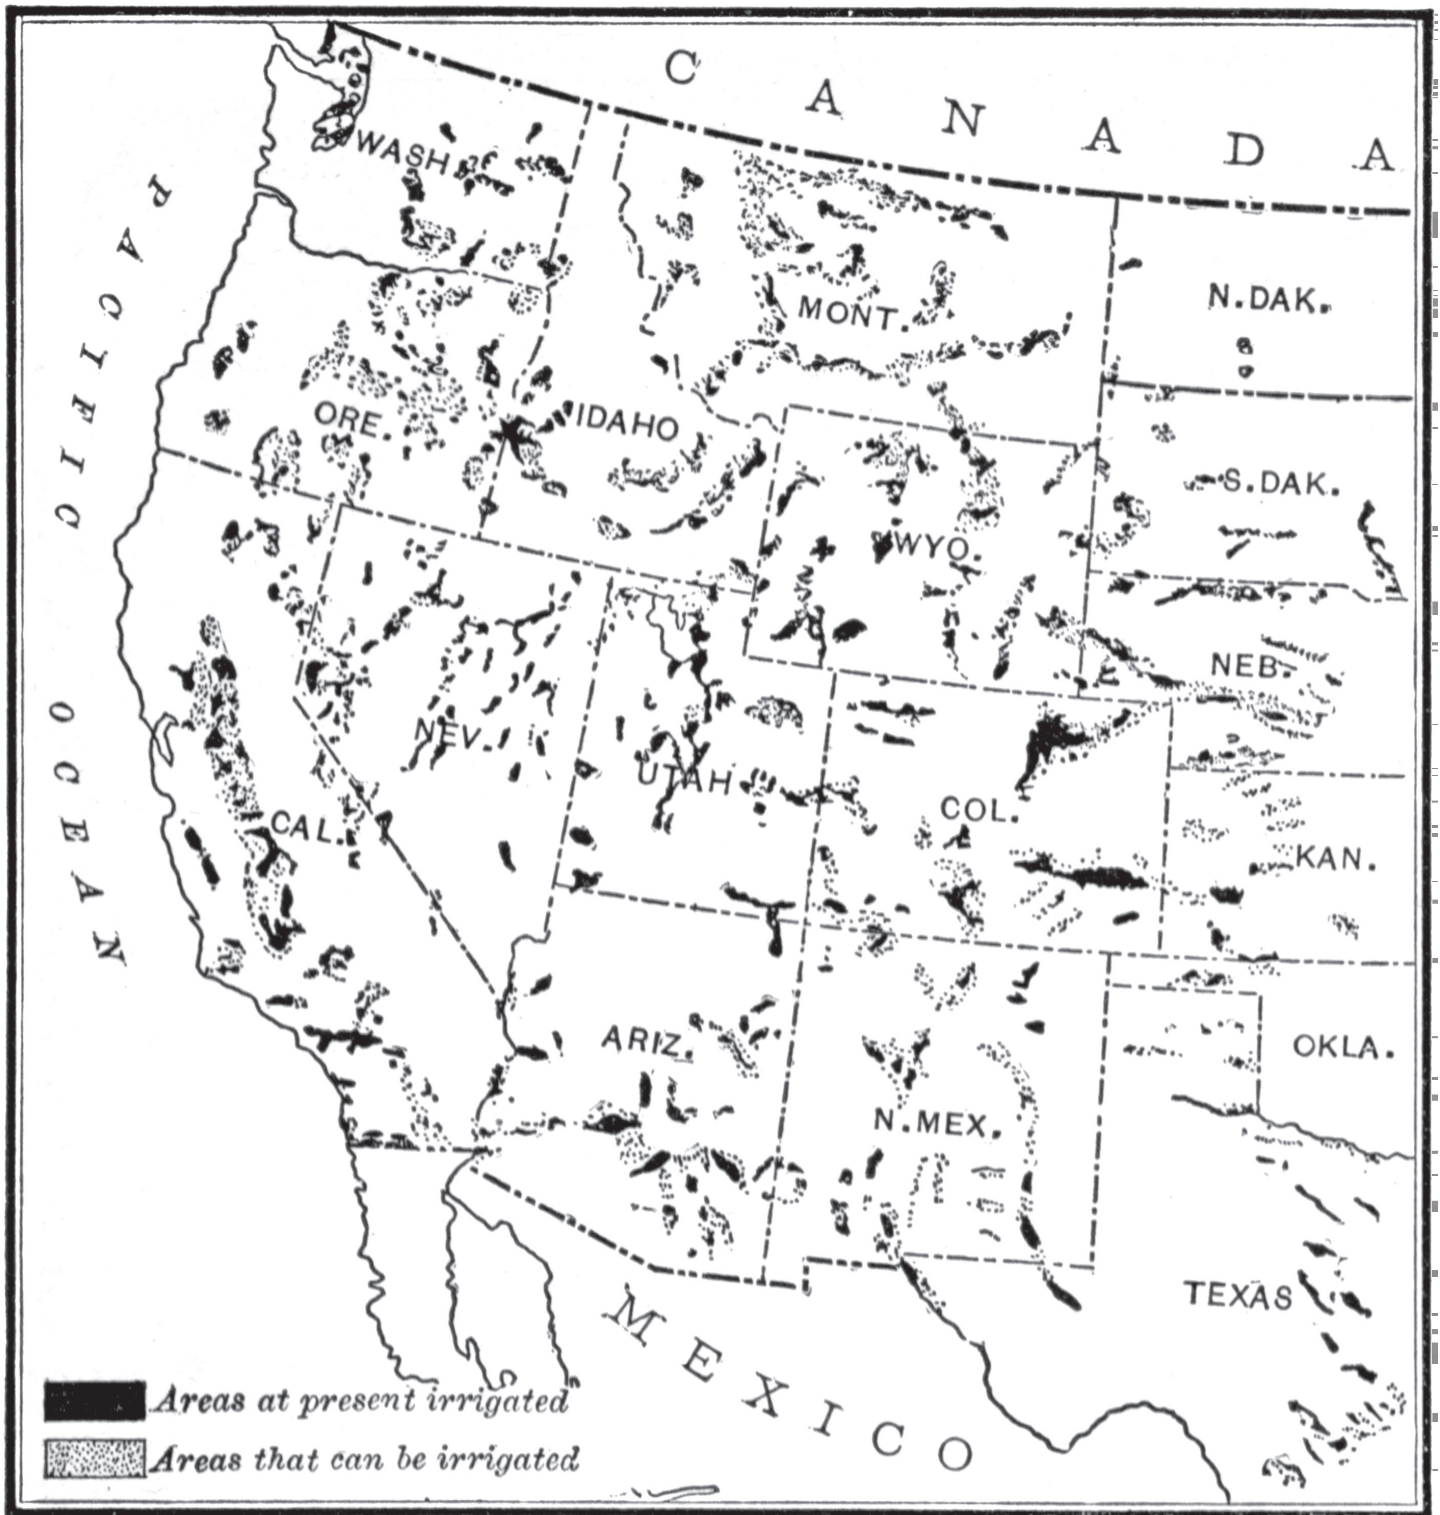 CANADA
WASH.
PACIFIC OCEAN
MONT.
N.DAK.
ORE.
IDAHO
S.DAK.
WYO.
NEB.
NEV.
UTAH
COL.
CAL.
KAN.
ARIZ.
OKLA.
N.MEX.
TEXAS
MEXICO
Areas at present irrigated
Areas that can be irrigated